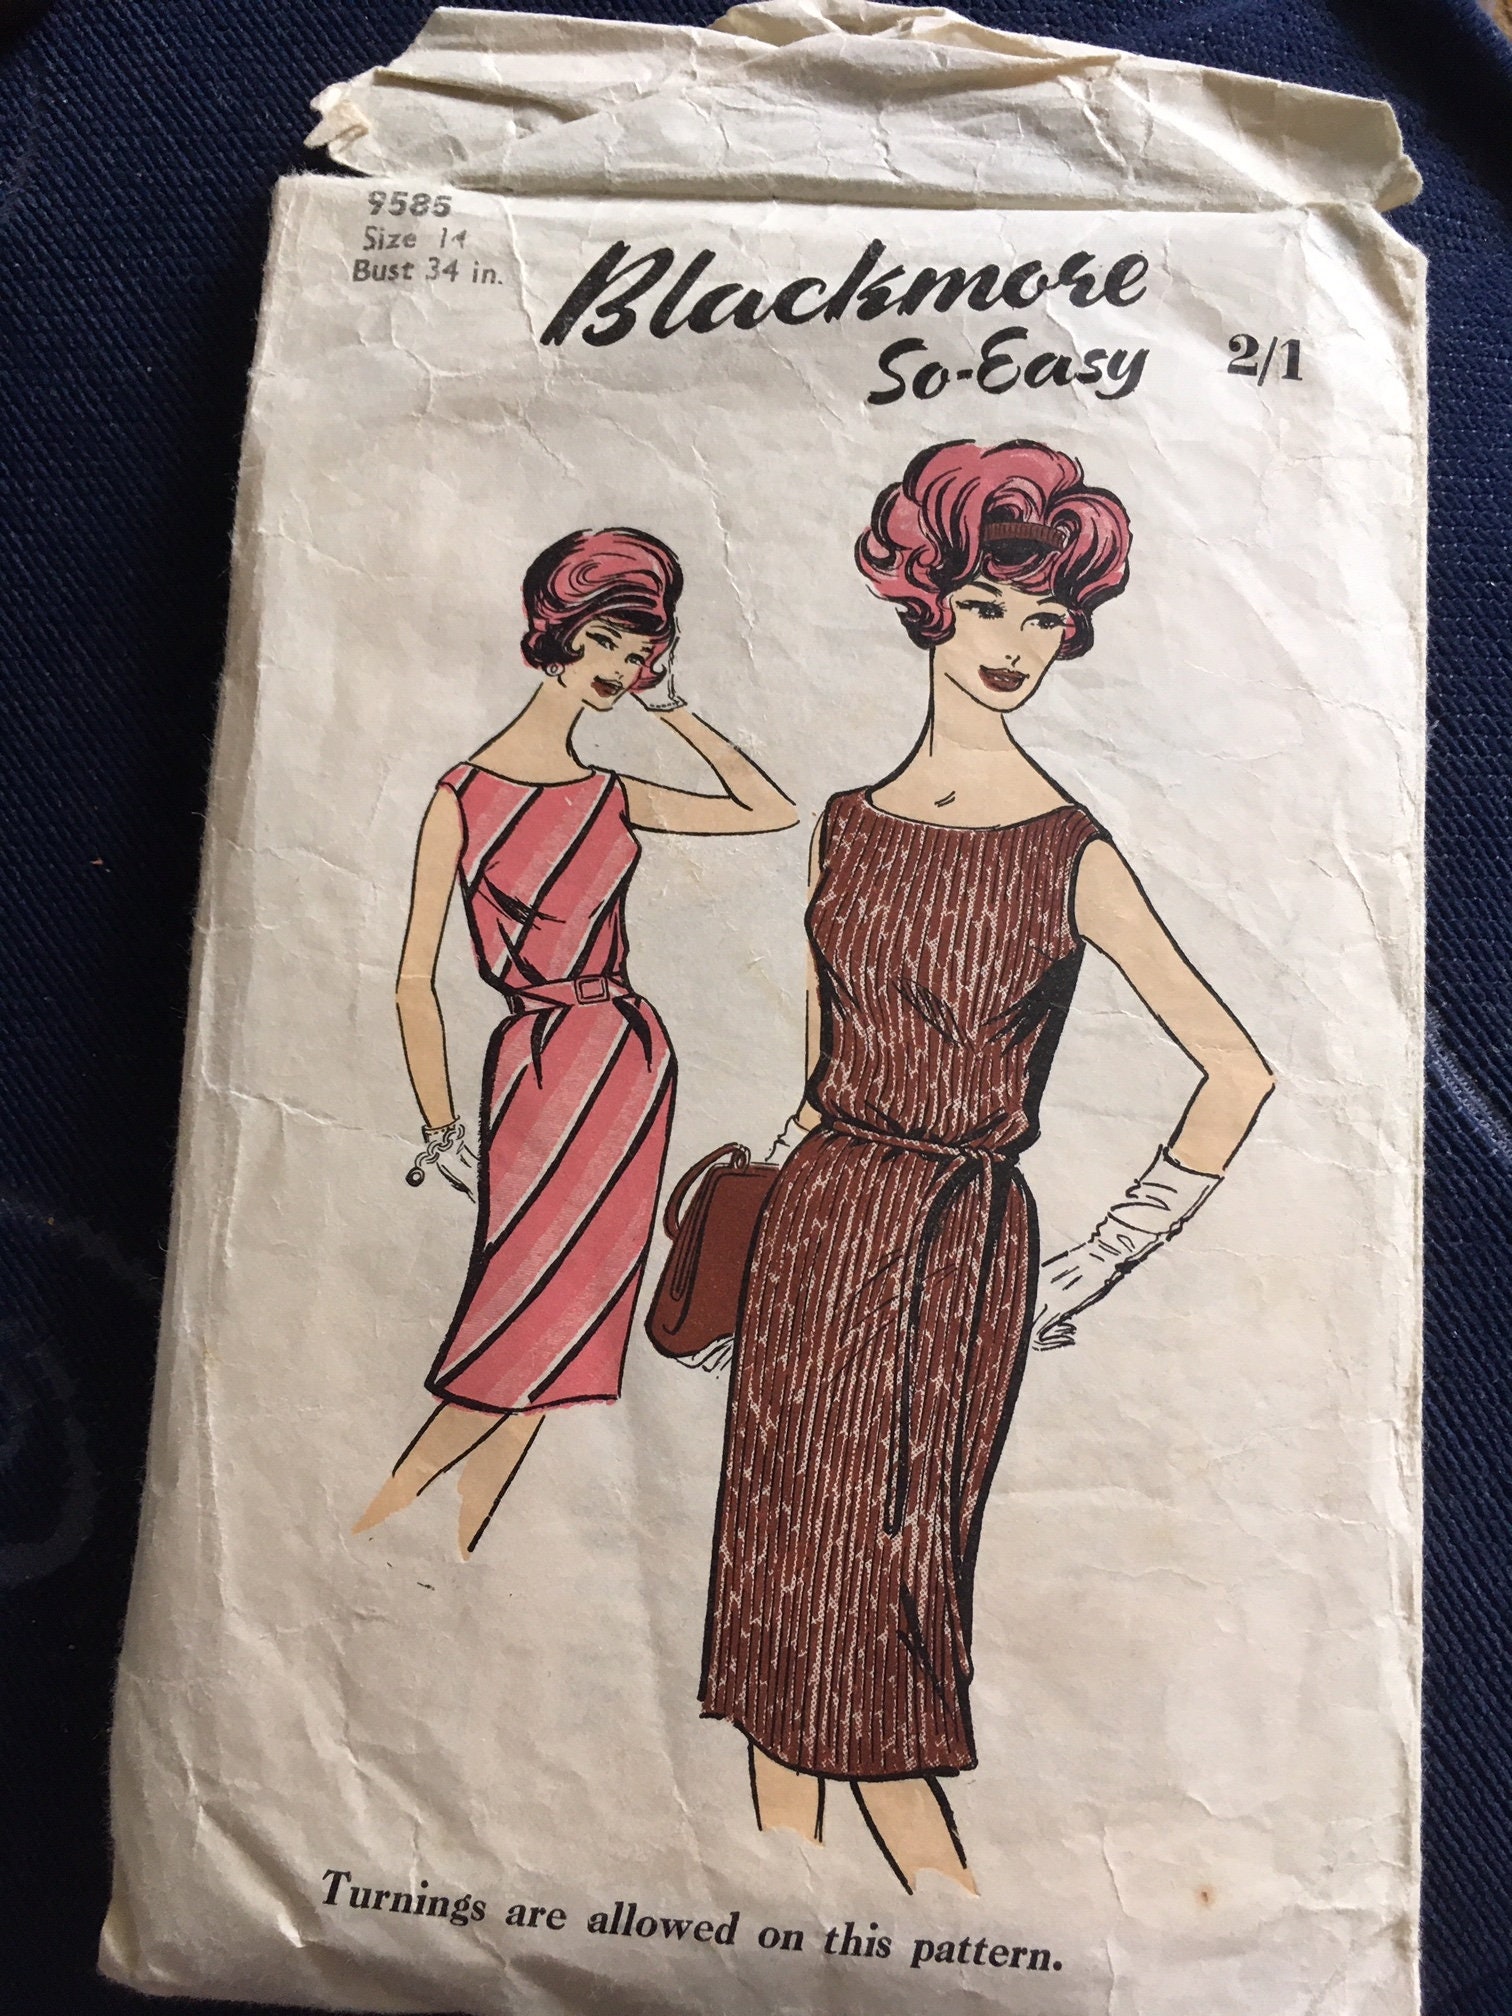 9585
Size 14
Bust 34 in.
Blackmore
So-Easy
2/1
Turnings are allowed on this pattern.